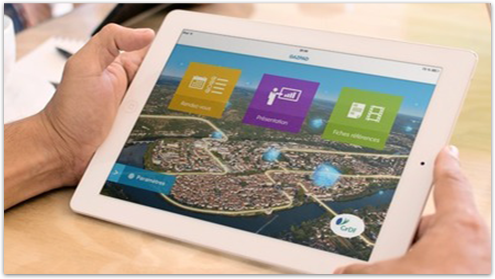 GAZPAD
Rendez-vous
Présentation
Fiches références
Paramètres
GrDF